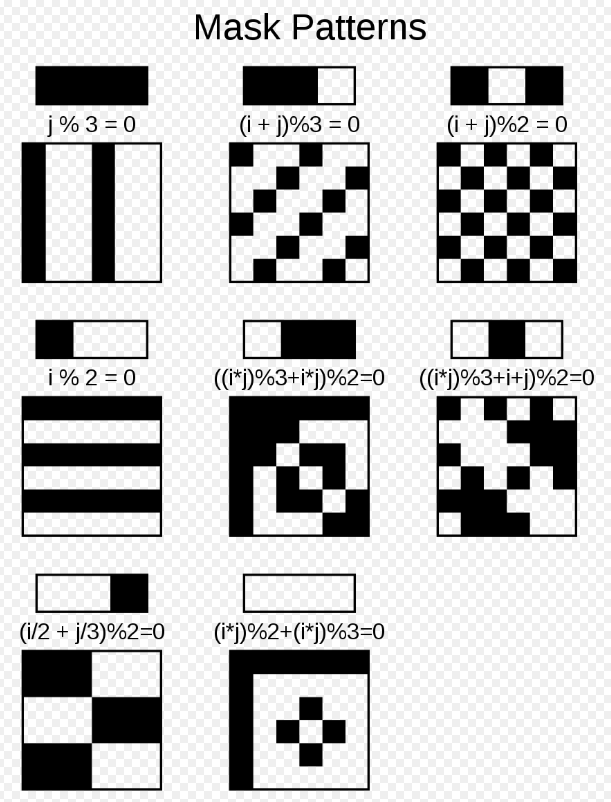 Mask Patterns
j % 3 = 0
(i + j)%3 = 0
(i + j)%2 = 0
i % 2 = 0
((i*j)%3+i*j)%2=0
((i*j)%3+i+j)%2=0
(i/2 + j/3)%2=0
(i*j)%2+(i*j)%3=0